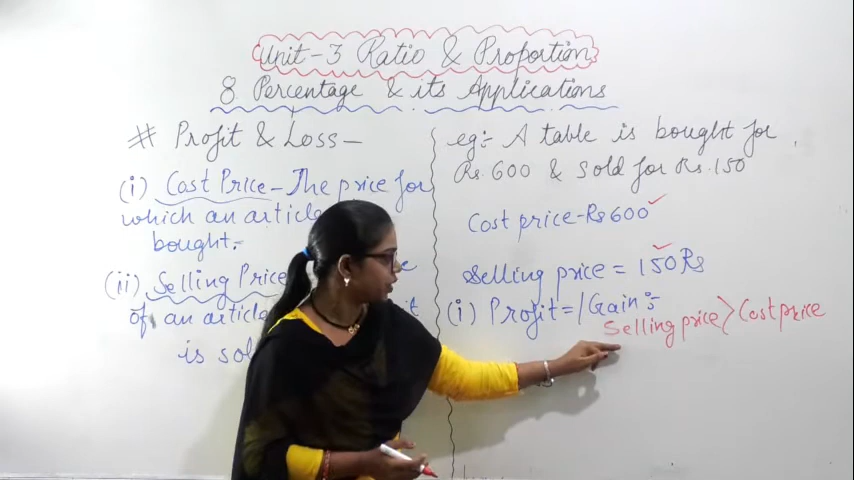 Unit-3 Ratio & Proportion
8. Percentage & its Applications
# Profit & Loss-
(i) Cost Price - The price for
which an article
bought.
(ii) Selling Price
of an article
is sol
eg:- A table is bought for
Rs. 600 & sold for Rs. 150
Cost price - Rs 600
Selling price = 150 Rs
(i) Profit = / Gain :-
Selling price > Cost price